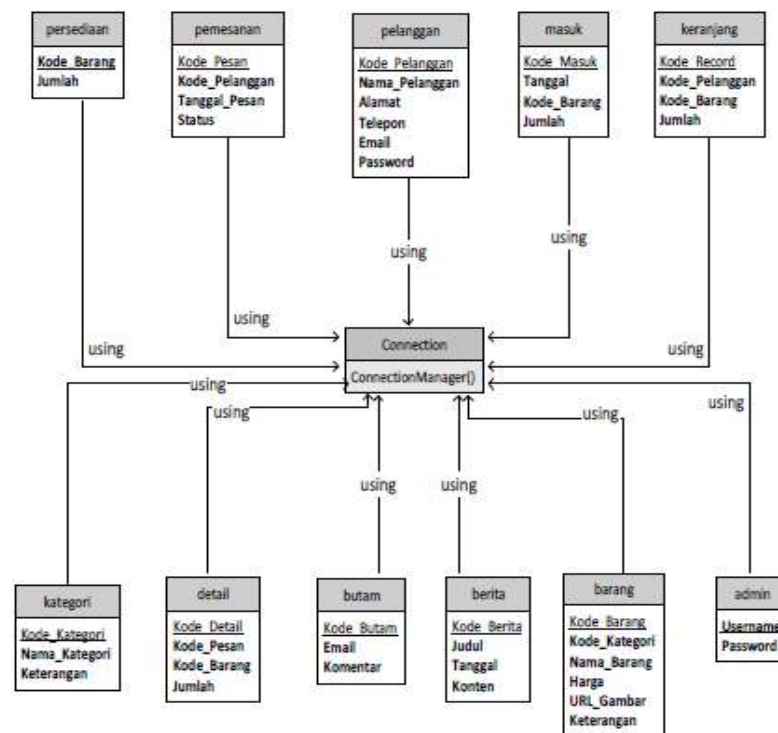 persediaan
Kode_Barang
Jumlah
pemesanan
Kode_Pesan
Kode_Pelanggan
Tanggal_Pesan
Status
pelanggan
Kode_Pelanggan
Nama_Pelanggan
Alamat
Telepon
Email
Password
masuk
Kode_Masuk
Tanggal
Kode_Barang
Jumlah
keranjang
Kode_Record
Kode_Pelanggan
Kode_Barang
Jumlah
using
using
using
using
using
Connection
ConnectionManager()
using
using
using
using
using
using
kategori
Kode_Kategori
Nama_Kategori
Keterangan
detail
Kode_Detail
Kode_Pesan
Kode_Barang
Jumlah
butam
Kode_Butam
Email
Komentar
berita
Kode_Berita
Judul
Tanggal
Konten
barang
Kode_Barang
Kode_Kategori
Nama_Barang
Harga
URL_Gambar
Keterangan
admin
Username
Password